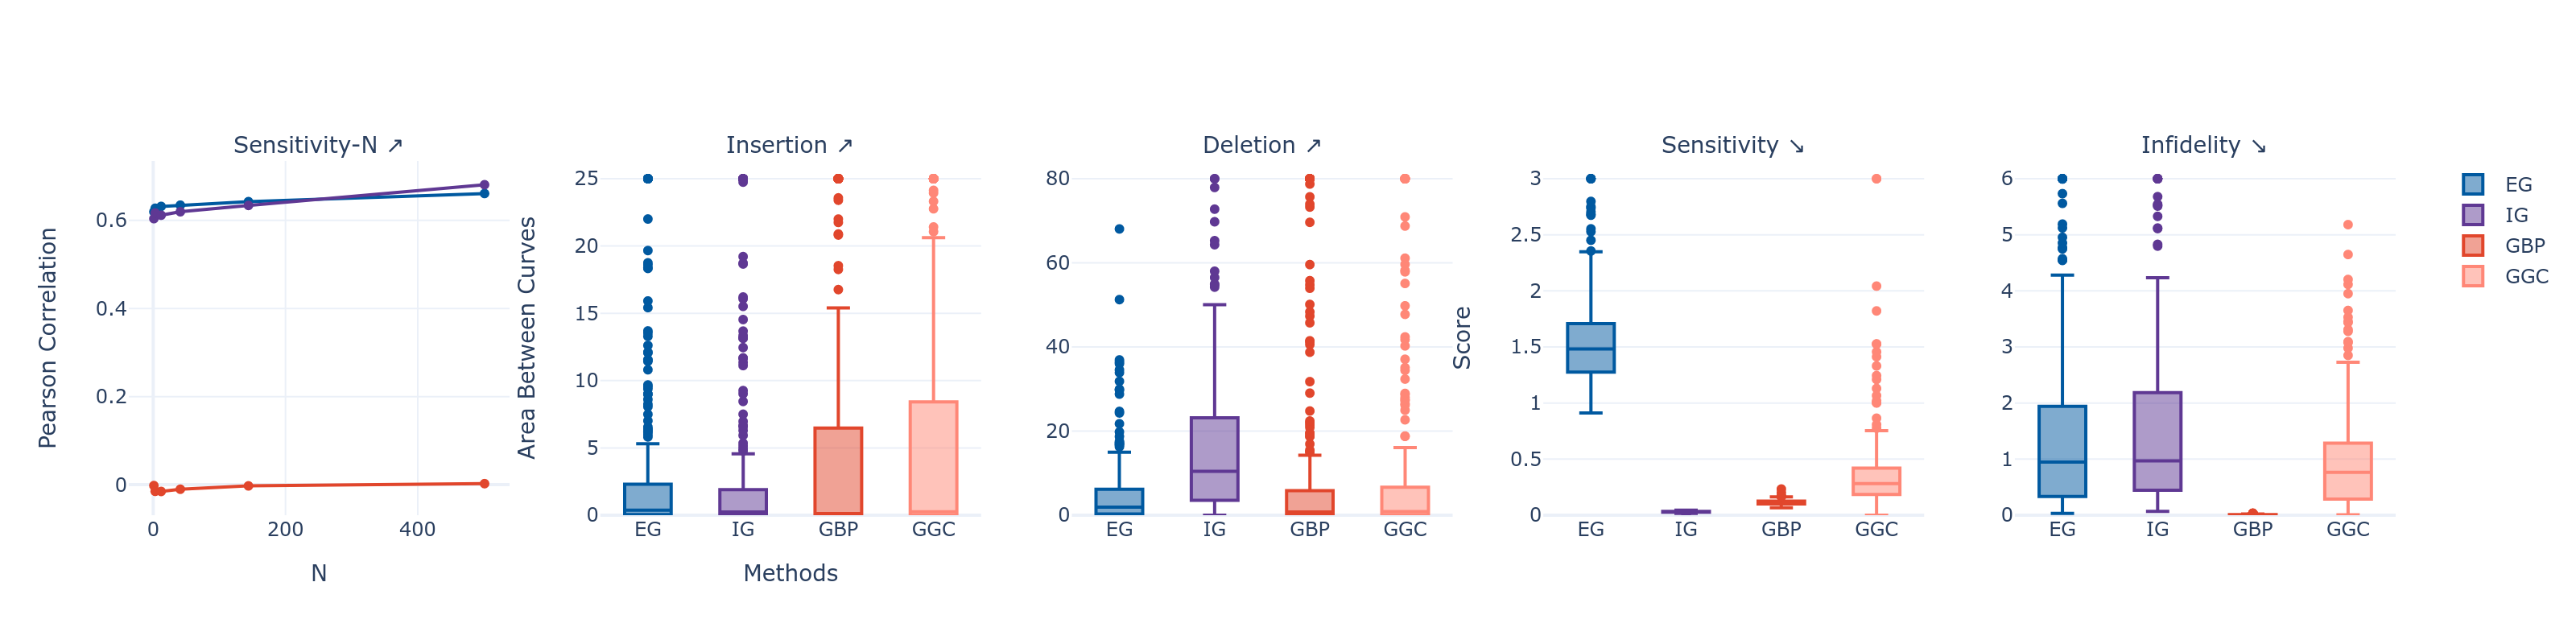 Sensitivity-N ↗
Pearson Correlation
0.6
0.4
0.2
0
0
200
400
N
Insertion ↗
Area Between Curves
25
20
15
10
5
0
EG
IG
GBP
GGC
Methods
Deletion ↗
80
60
40
20
0
EG
IG
GBP
GGC
Sensitivity ↘
Score
3
2.5
2
1.5
1
0.5
0
EG
IG
GBP
GGC
Infidelity ↘
6
5
4
3
2
1
0
EG
IG
GBP
GGC
EG
IG
GBP
GGC